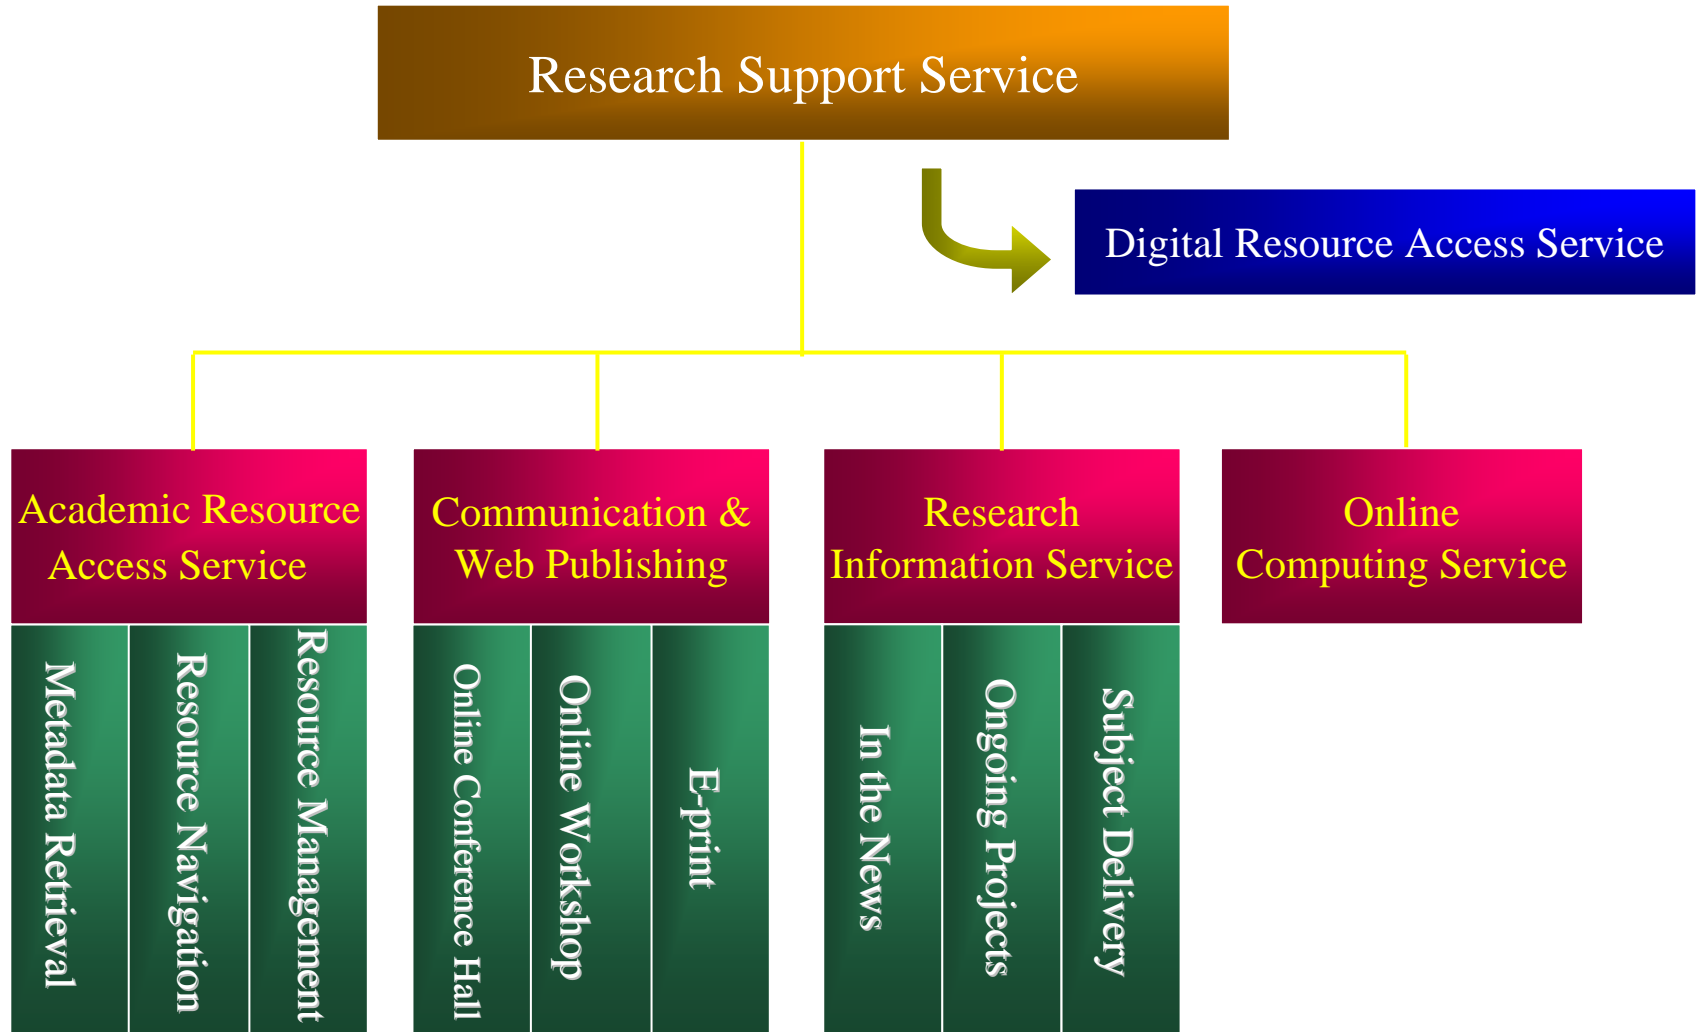 Research Support Service
Digital Resource Access Service
Academic Resource
Access Service
Communication &
Web Publishing
Research
Information Service
Online
Computing Service
Metadata Retrieval
Resource Navigation
Resource Management
Online Conference Hall
Online Workshop
E-print
In the News
Ongoing Projects
Subject Delivery